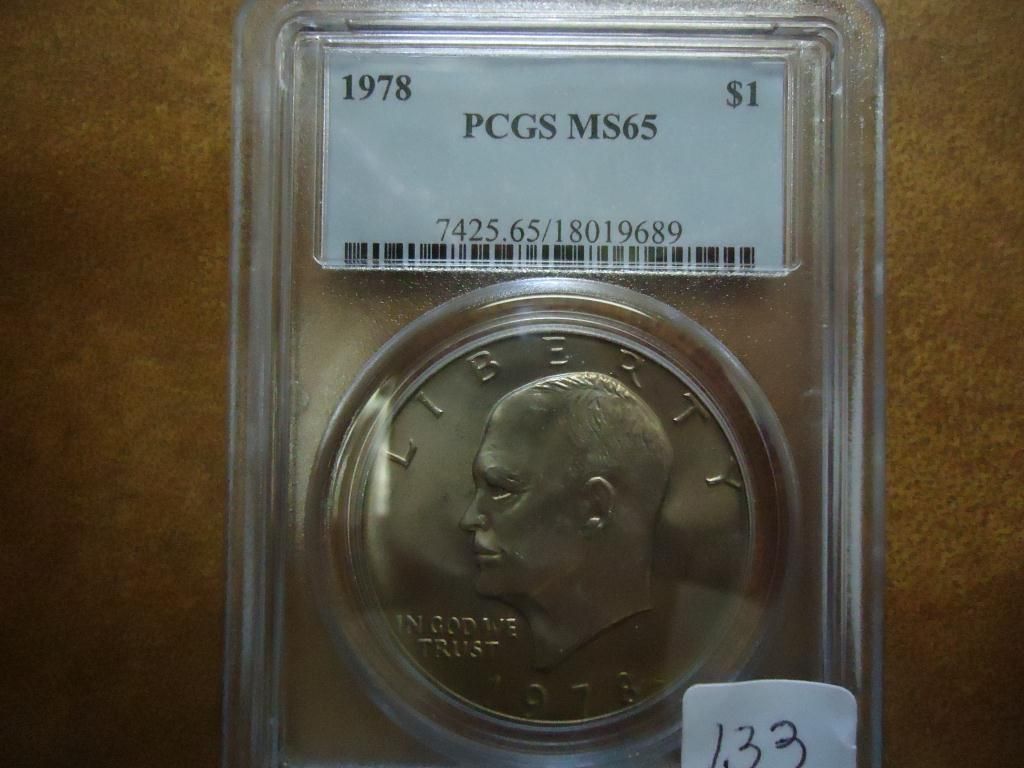 1978 $1
PCGS MS65
7425.65/18019689
LIBERTY
IN GOD WE
TRUST
1978
133